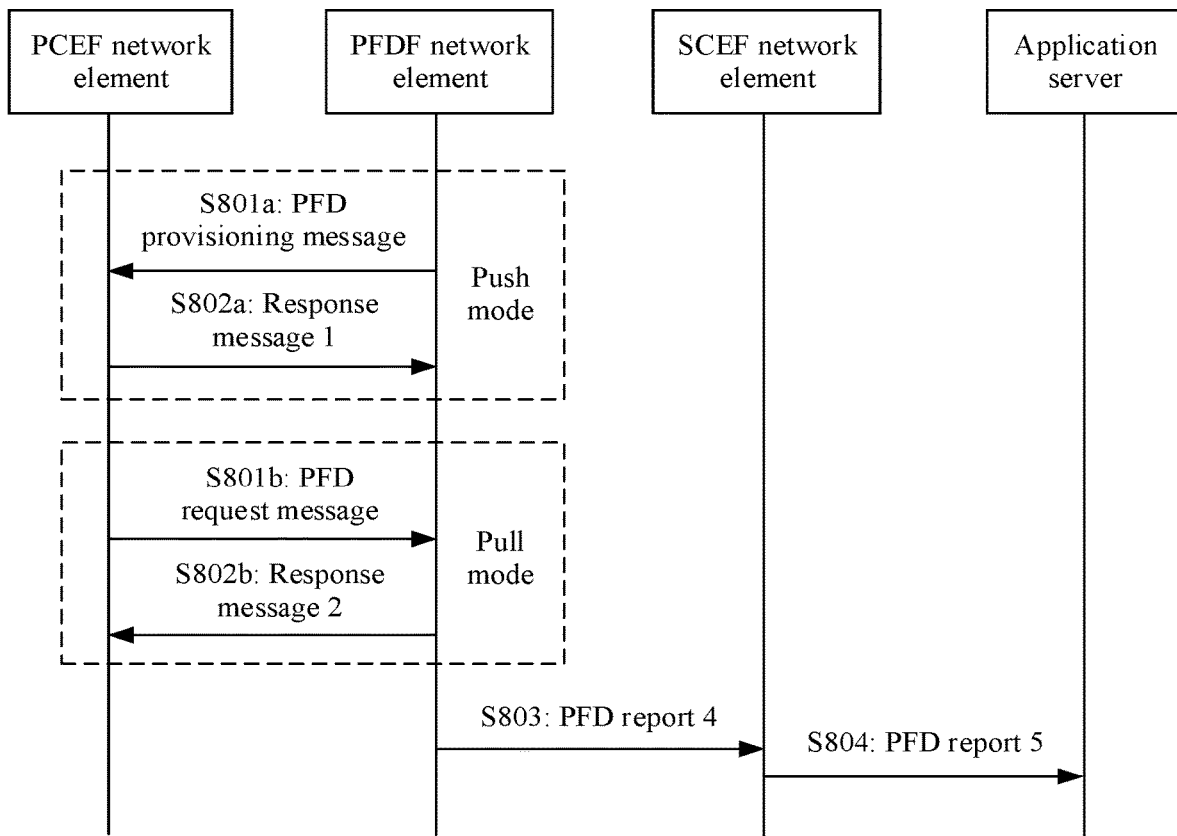 PCEF network
element
PFDF network
element
SCEF network
element
Application
server
S801a: PFD
provisioning message
S802a: Response
message 1
Push
mode
S801b: PFD
request message
S802b: Response
message 2
Pull
mode
S803: PFD report 4
S804: PFD report 5